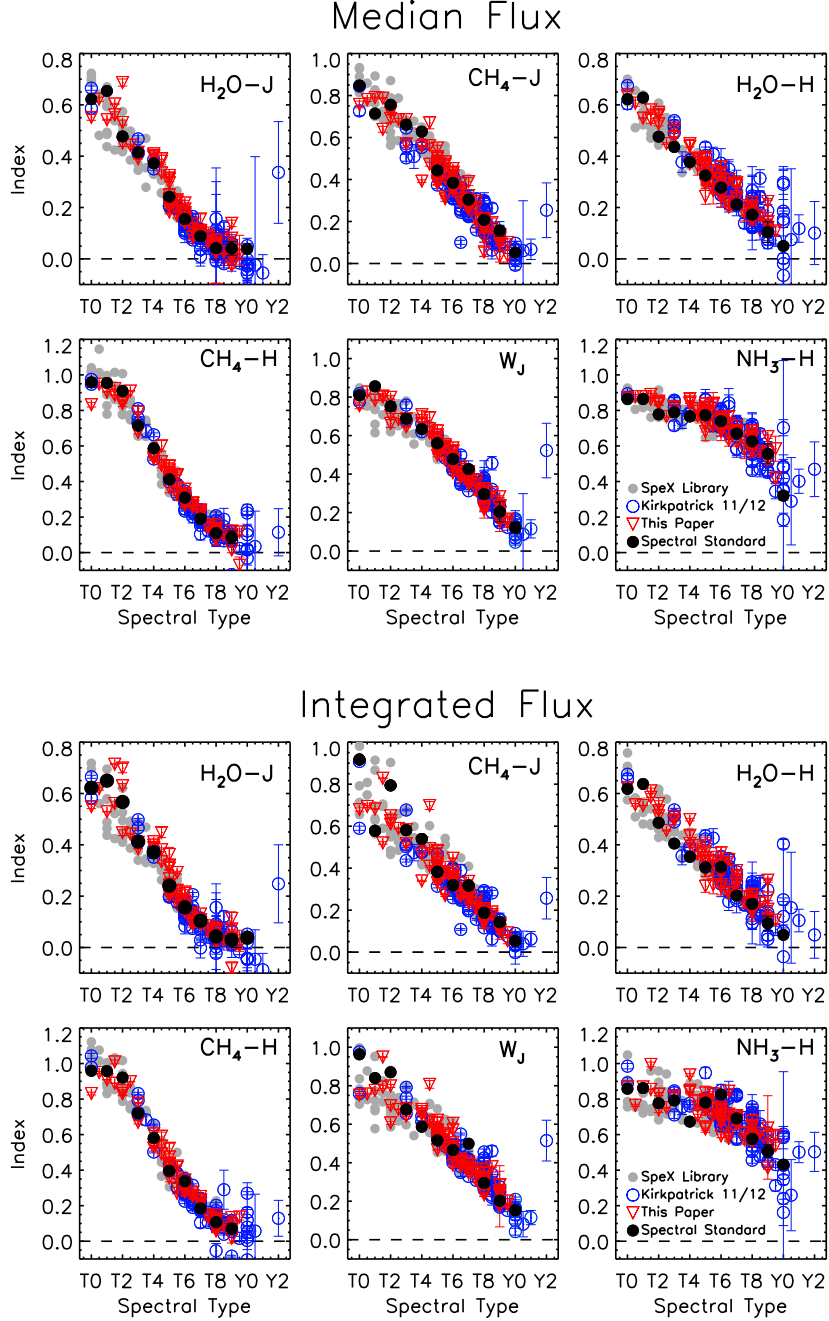 Median Flux
H2O-J
CH4-J
H2O-H
Index
0.8
0.6
0.4
0.2
0.0
1.0
0.8
0.6
0.4
0.2
0.0
0.8
0.6
0.4
0.2
0.0
T0 T2 T4 T6 T8 Y0 Y2
T0 T2 T4 T6 T8 Y0 Y2
T0 T2 T4 T6 T8 Y0 Y2
CH4-H
WJ
NH3-H
Index
1.2
1.0
0.8
0.6
0.4
0.2
0.0
1.0
0.8
0.6
0.4
0.2
0.0
1.2
1.0
0.8
0.6
0.4
0.2
0.0
SpeX Library
Kirkpatrick 11/12
This Paper
Spectral Standard
T0 T2 T4 T6 T8 Y0 Y2
T0 T2 T4 T6 T8 Y0 Y2
T0 T2 T4 T6 T8 Y0 Y2
Spectral Type
Spectral Type
Spectral Type
Integrated Flux
H2O-J
CH4-J
H2O-H
Index
0.8
0.6
0.4
0.2
0.0
1.0
0.8
0.6
0.4
0.2
0.0
0.8
0.6
0.4
0.2
0.0
T0 T2 T4 T6 T8 Y0 Y2
T0 T2 T4 T6 T8 Y0 Y2
T0 T2 T4 T6 T8 Y0 Y2
CH4-H
WJ
NH3-H
Index
1.2
1.0
0.8
0.6
0.4
0.2
0.0
1.0
0.8
0.6
0.4
0.2
0.0
1.2
1.0
0.8
0.6
0.4
0.2
0.0
SpeX Library
Kirkpatrick 11/12
This Paper
Spectral Standard
T0 T2 T4 T6 T8 Y0 Y2
T0 T2 T4 T6 T8 Y0 Y2
T0 T2 T4 T6 T8 Y0 Y2
Spectral Type
Spectral Type
Spectral Type